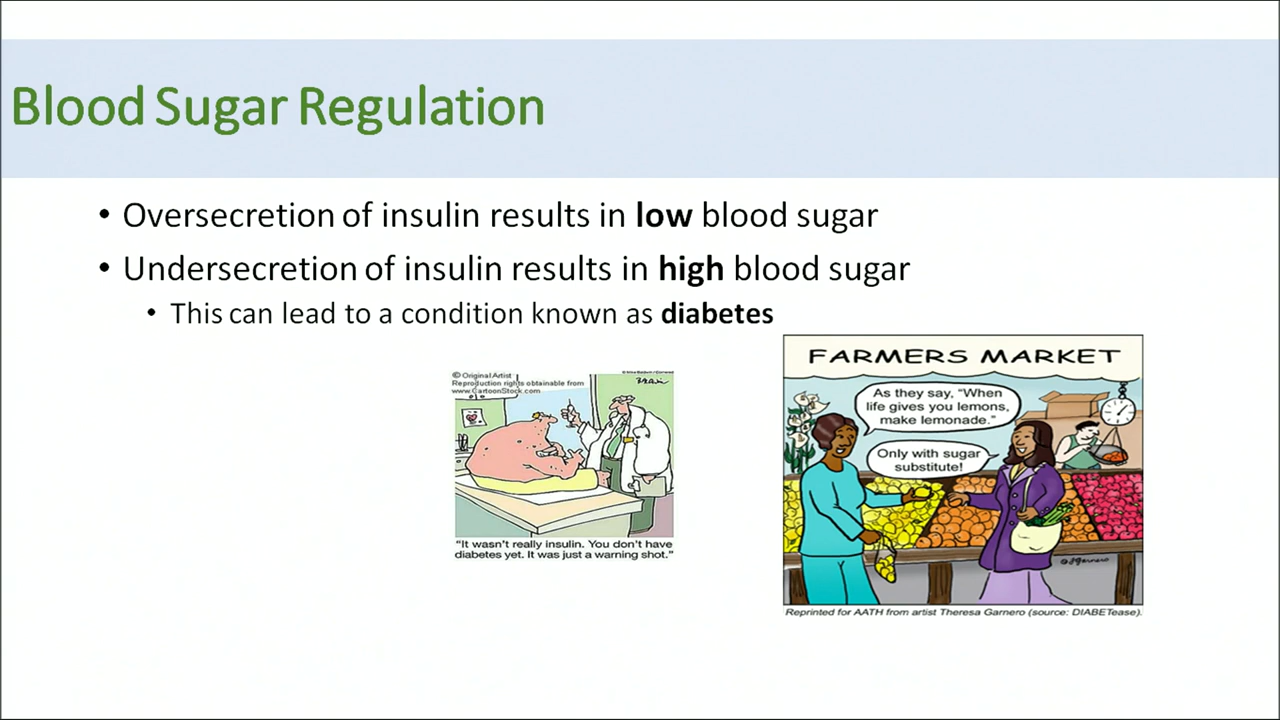 Blood Sugar Regulation
• Oversecretion of insulin results in low blood sugar
• Undersecretion of insulin results in high blood sugar
• This can lead to a condition known as diabetes
© Original Artist
Reproduction rights obtainable from
www.CartoonStock.com
"It wasn't really insulin. You don't have
diabetes yet. It was just a warning shot."
FARMERS MARKET
As they say, "When
life gives you lemons,
make lemonade."
Only with sugar
substitute!
Reprinted for AATH from artist Theresa Garnero (source: DIABETease).